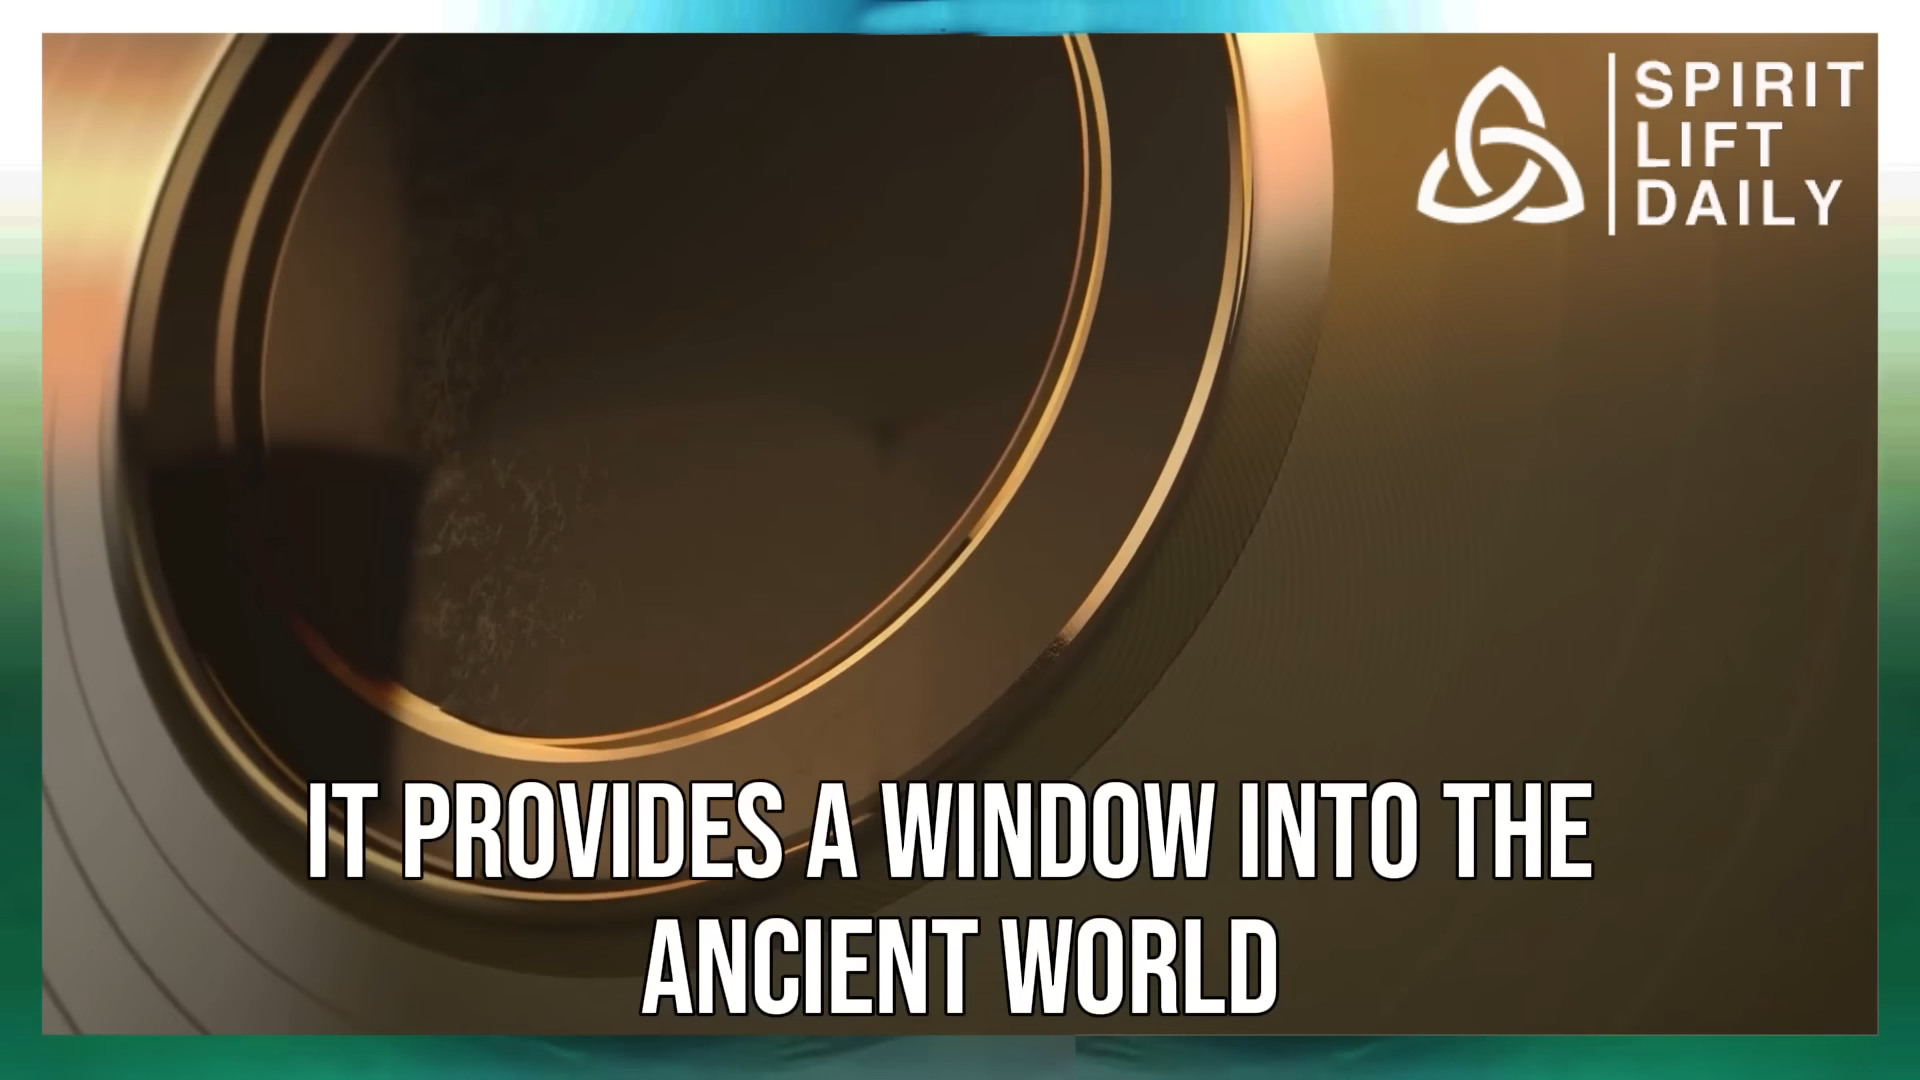 SPIRIT
LIFT
DAILY
IT PROVIDES A WINDOW INTO THE
ANCIENT WORLD